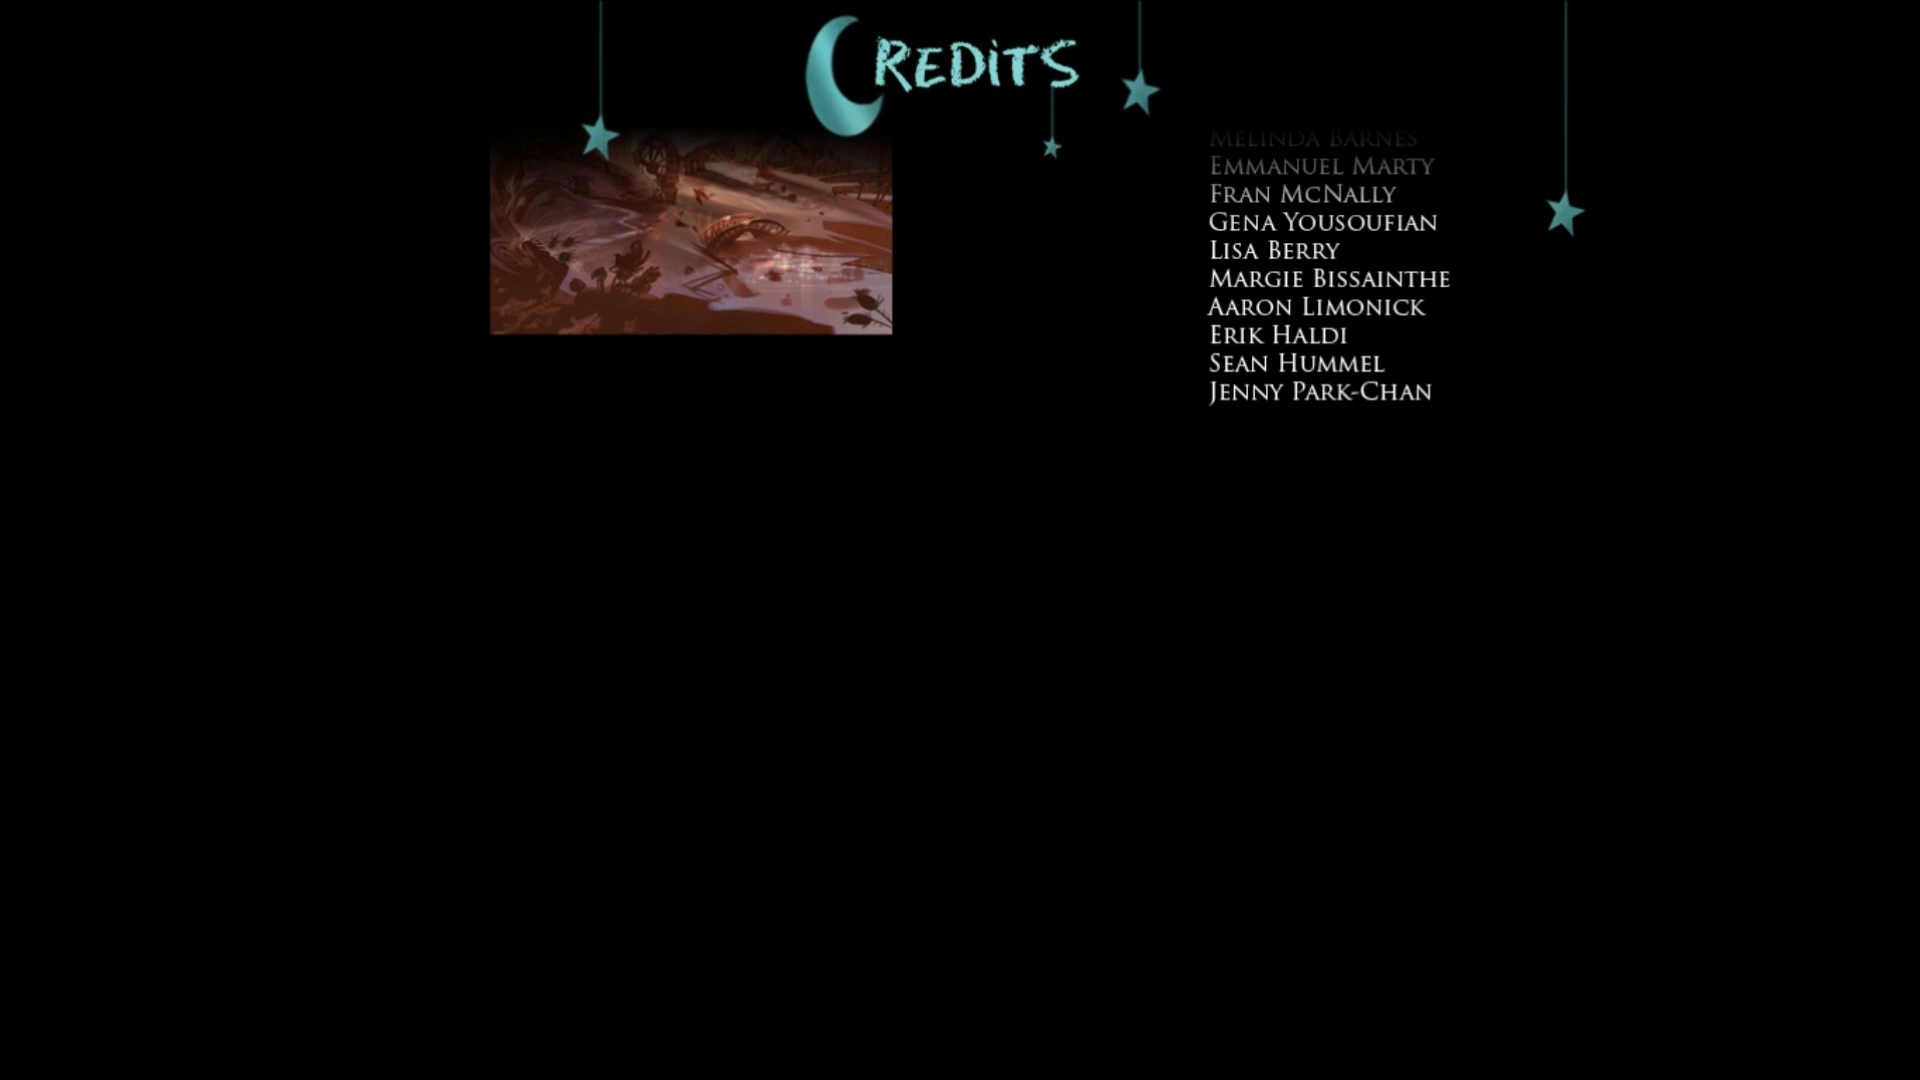 CREDiTS
MELINDA BARNES
EMMANUEL MARTY
FRAN MCNALLY
GENA YOUSOUFIAN
LISA BERRY
MARGIE BISSAINTHE
AARON LIMONICK
ERIK HALDI
SEAN HUMMEL
JENNY PARK-CHAN